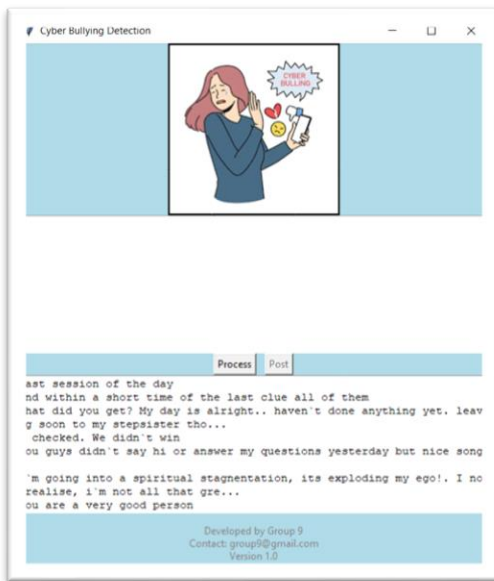 Cyber Bullying Detection
CYBER
BULLING
Process Post
ast session of the day
nd within a short time of the last clue all of them
hat did you get? My day is alright.. haven`t done anything yet. leav
g soon to my stepsister tho...
checked. We didn`t win
ou guys didn`t say hi or answer my questions yesterday but nice song
`m going into a spiritual stagnentation, its exploding my ego!. I no
realise, i`m not all that gre...
ou are a very good person
Developed by Group 9
Contact: group9@gmail.com
Version 1.0